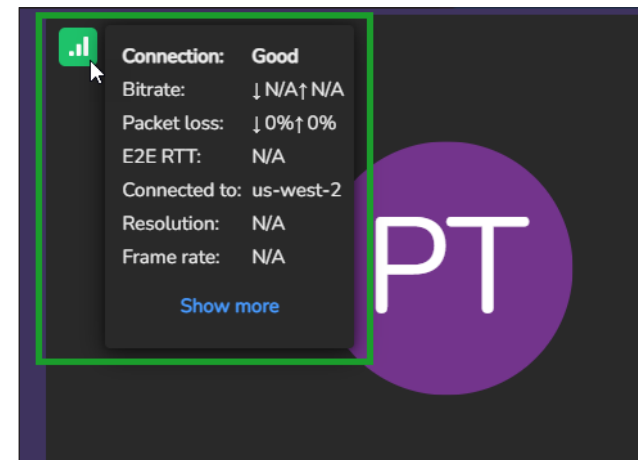 Connection: Good
Bitrate: ↓N/A↑N/A
Packet loss: ↓0%↑0%
E2E RTT: N/A
Connected to: us-west-2
Resolution: N/A
Frame rate: N/A
Show more
PT